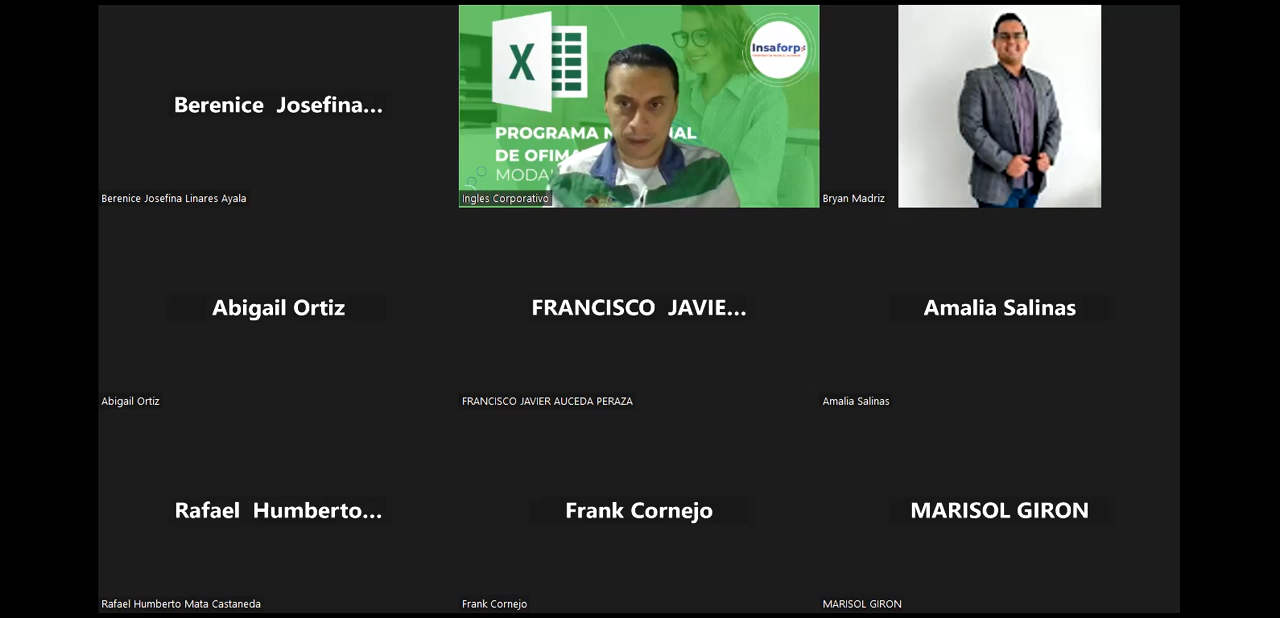 Berenice Josefina...
Berenice Josefina Linares Ayala
X
Insaforp
PROGRAMA N NAL
DE OFIMA
MODA
Ingles Corporativo
Bryan Madriz
Abigail Ortiz
Abigail Ortiz
FRANCISCO JAVIE...
FRANCISCO JAVIER AUCEDA PERAZA
Amalia Salinas
Amalia Salinas
Rafael Humberto...
Rafael Humberto Mata Castaneda
Frank Cornejo
Frank Cornejo
MARISOL GIRON
MARISOL GIRON